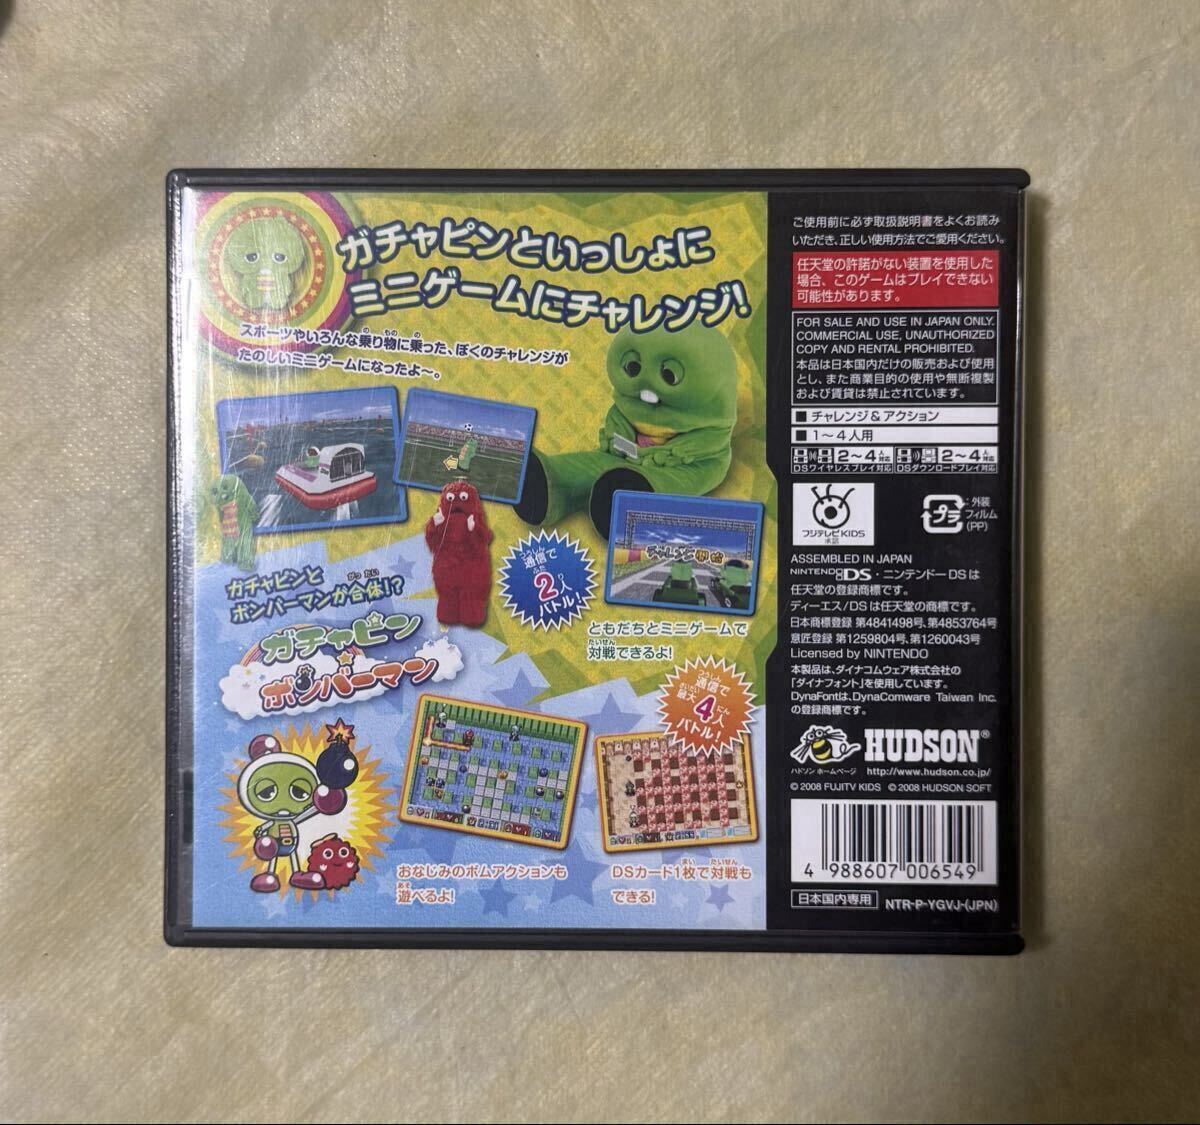 ガチャピンといっしょに
ミニゲームにチャレンジ!
スポーツやいろんな乗り物に乗った、ぼくのチャレンジが
たのしいミニゲームになったよ〜。
チャレンジ
通信で
2人
バトル!
ともだちとミニゲームで
対戦できるよ!
ガチャピンと
ボンバーマンが合体!?
ガチャピン
ボンバーマン
通信で
最大4人
バトル!
おなじみのボムアクションも
遊べるよ!
DSカード1枚で対戦も
できる!
ご使用前に必ず取扱説明書をよくお読み
いただき、正しい使用方法でご愛用ください。
任天堂の許諾がない装置を使用した
場合、このゲームはプレイできない
可能性があります。
FOR SALE AND USE IN JAPAN ONLY.
COMMERCIAL USE, UNAUTHORIZED
COPY AND RENTAL PROHIBITED.
本品は日本国内だけの販売および使用
とし、また商業目的の使用や無断複製
および賃貸は禁止されています。
■ チャレンジ&アクション
■ 1〜4人用
2〜4人対応 2〜4人対応
DSワイヤレスプレイ対応 DSダウンロードプレイ対応
フジテレビKIDS
承認
プラ
:外装
フィルム
(PP)
ASSEMBLED IN JAPAN
NINTENDO DS・ニンテンドーDSは
任天堂の登録商標です。
ディーエス/DSは任天堂の商標です。
日本商標登録 第4841498号、第4853764号
意匠登録 第1259804号、第1260043号
Licensed by NINTENDO
本製品は、ダイナコムウェア株式会社の
「ダイナフォント」を使用しています。
DynaFontは、DynaComware Taiwan Inc.
の登録商標です。
HUDSON®
ハドソン ホームページ http://www.hudson.co.jp/
© 2008 FUJITV KIDS © 2008 HUDSON SOFT
4 988607 006549
日本国内専用 NTR-P-YGVJ-(JPN)